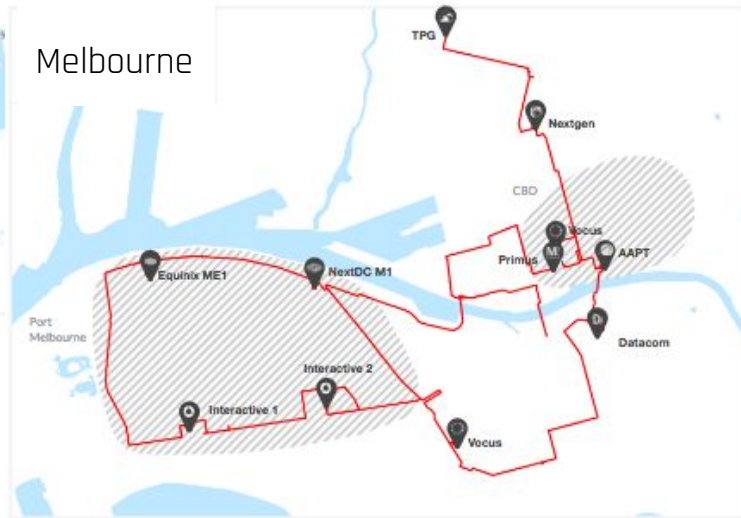 Melbourne
TPG
Nextgen
CBD
Vocus
Primus
AAPT
Equinix ME1
NextDC M1
Port
Melbourne
Datacom
Interactive 2
Interactive 1
Vocus